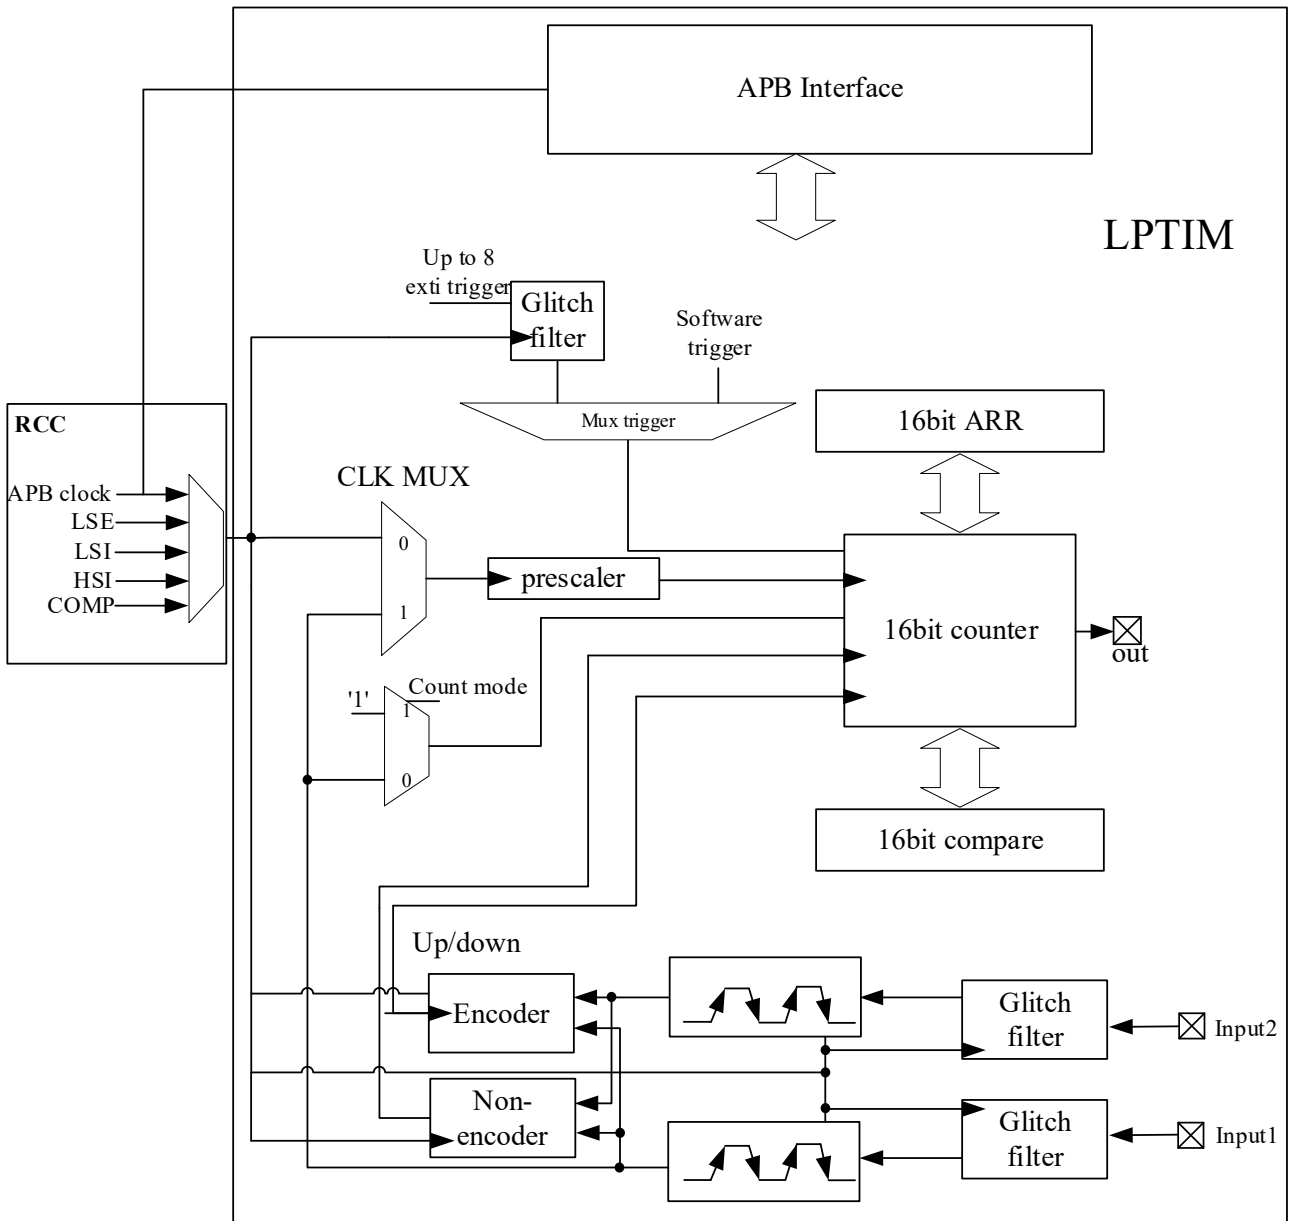 APB Interface
LPTIM
Up to 8
exti trigger
Glitch
filter
Software
trigger
Mux trigger
16bit ARR
RCC
CLK MUX
APB clock
LSE
LSI
HSI
COMP
0
1
prescaler
16bit counter
out
'1'
Count mode
1
0
16bit compare
Up/down
Encoder
Glitch
filter
Input2
Non-
encoder
Glitch
filter
Input1